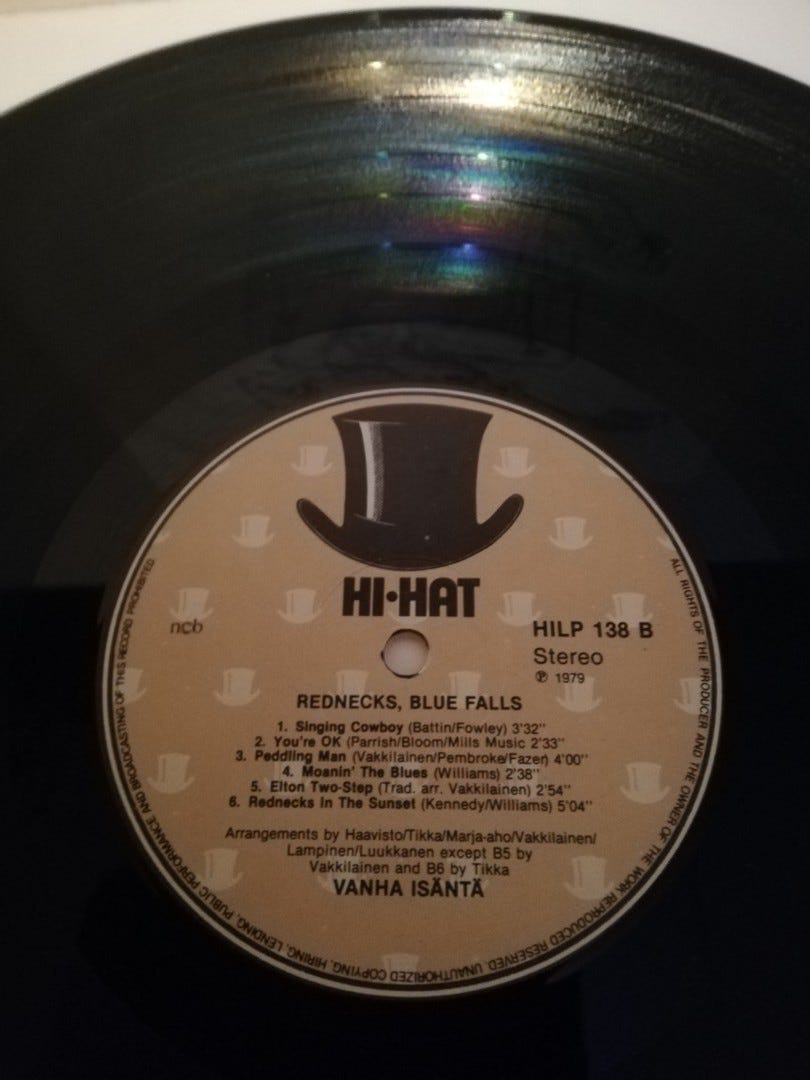 HI•HAT
ncb
HILP 138 B
Stereo
℗ 1979
REDNECKS, BLUE FALLS
1. Singing Cowboy (Battin/Fowley) 3'32"
2. You're OK (Parrish/Bloom/Mills Music 2'33"
3. Peddling Man (Vakkilainen/Pembroke/Fazer) 4'00"
4. Moanin' The Blues (Williams) 2'38"
5. Elton Two-Step (Trad. arr. Vakkilainen) 2'54"
6. Rednecks In The Sunset (Kennedy/Williams) 5'04"
Arrangements by Haavisto/Tikka/Marja-aho/Vakkilainen/
Lampinen/Luukkanen except B5 by
Vakkilainen and B6 by Tikka
VANHA ISÄNTÄ
ALL RIGHTS OF THE PRODUCER AND THE OWNER OF THE WORK REPRODUCED RESERVED. UNAUTHORIZED COPYING, HIRING, LENDING, PUBLIC PERFORMANCE AND BROADCASTING OF THIS RECORD PROHIBITED